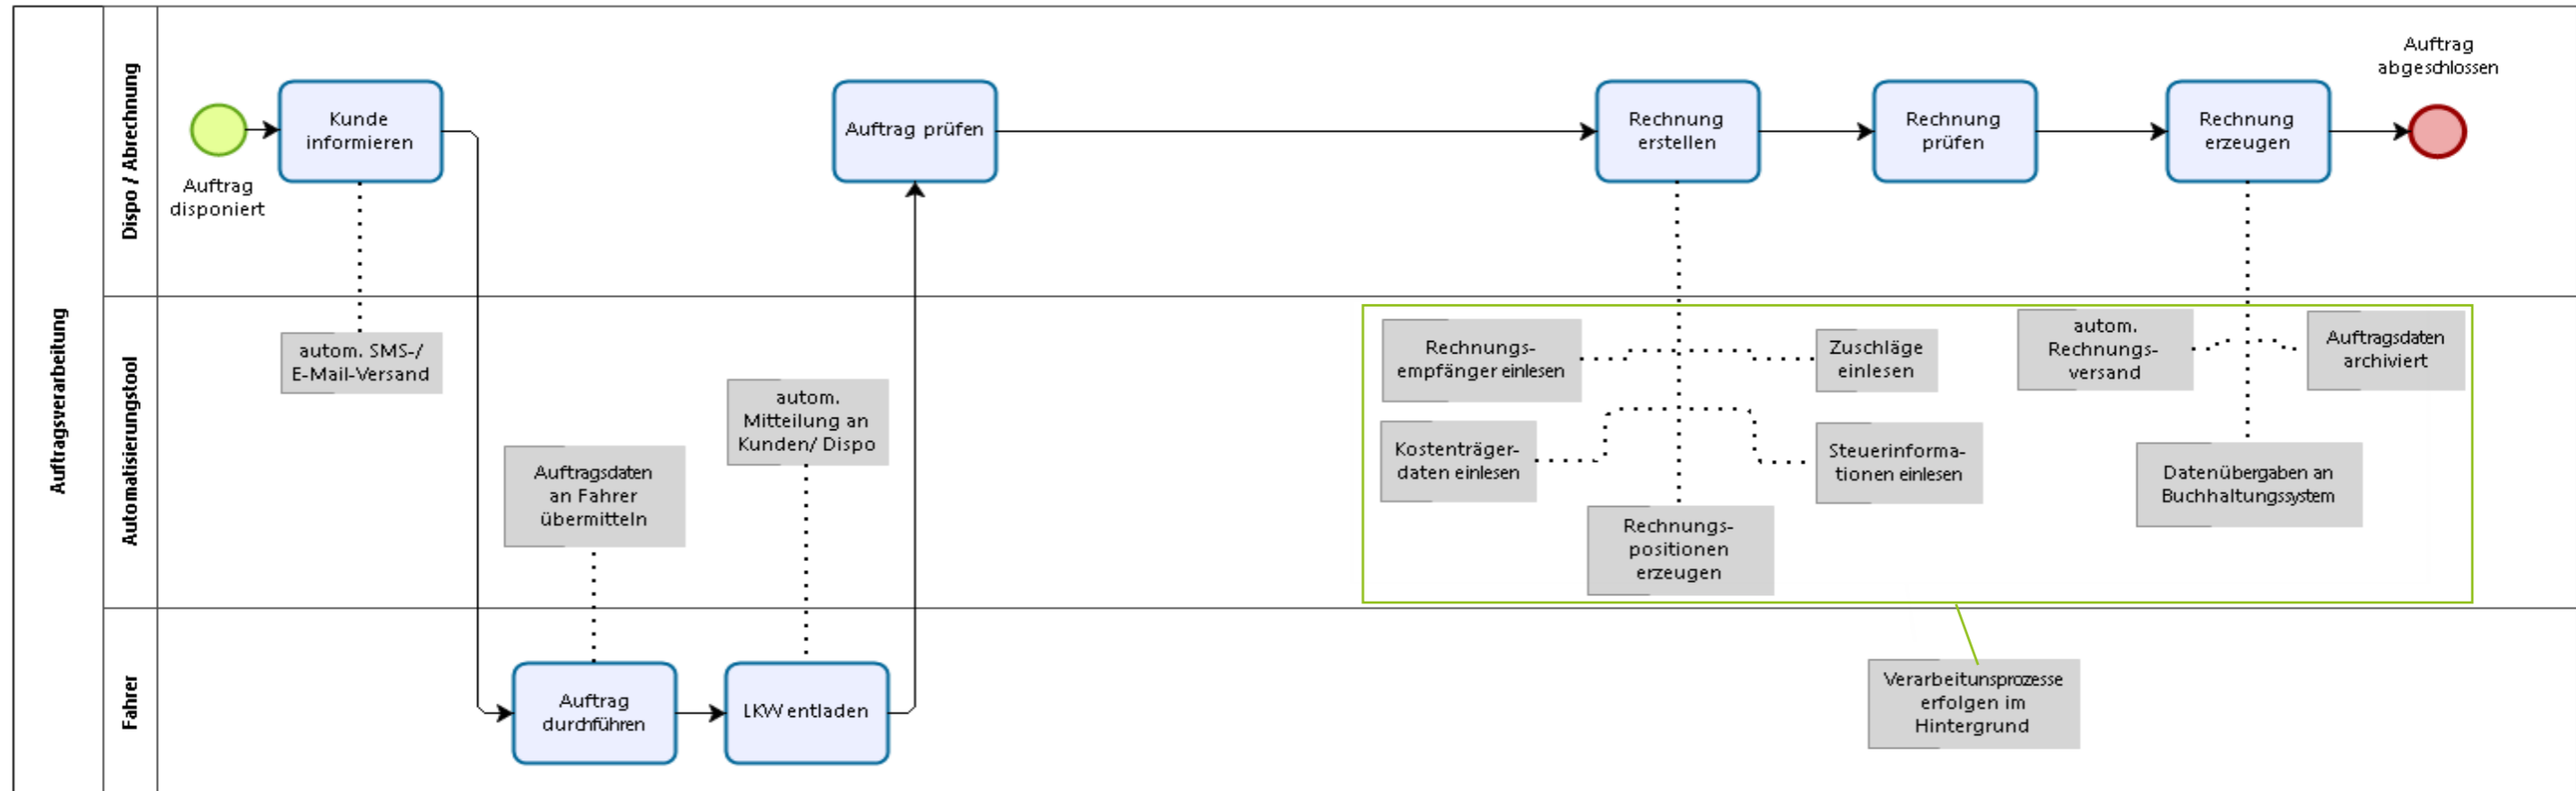 Auftragsverarbeitung
Dispo / Abrechnung
Auftrag
disponiert
Kunde
informieren
Auftrag prüfen
Rechnung
erstellen
Rechnung
prüfen
Rechnung
erzeugen
Auftrag
abgeschlossen
Automatisierungstool
autom. SMS-/
E-Mail-Versand
Auftragsdaten
an Fahrer
übermitteln
autom.
Mitteilung an
Kunden/ Dispo
Rechnungs-
empfänger einlesen
Zuschläge
einlesen
Kostenträger-
daten einlesen
Steuerinforma-
tionen einlesen
Rechnungs-
positionen
erzeugen
autom.
Rechnungs-
versand
Auftragsdaten
archiviert
Datenübergaben an
Buchhaltungssystem
Fahrer
Auftrag
durchführen
LKW entladen
Verarbeitunsprozesse
erfolgen im
Hintergrund